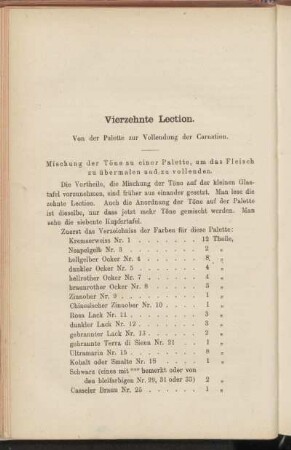 Vierzehnte Lection.
Von der Palette zur Vollendung der Carnation.
Mischung der Töne zu einer Palette, um das Fleisch
zu übermalen und zu vollenden.
Die Vortheile, die Mischung der Töne auf der kleinen Glas-
tafel vorzunehmen, sind früher aus einander gesetzt. Man lese die
zehnte Lection. Auch die Anordnung der Töne auf der Palette
ist dieselbe, nur dass jetzt mehr Töne gemischt werden. Man
sehe die siebente Kupfertafel.
Zuerst das Verzeichniss der Farben für diese Palette:
Kremserweiss Nr. 1 . . . . . . 12 Theile,
Neapelgelb Nr. 3 . . . . . . 2 „
hellgelber Ocker Nr. 4 . . . . . 8 „
dunkler Ocker Nr. 5 . . . . . 4 „
hellrother Ocker Nr. 7 . . . . . 4 „
braunrother Ocker Nr. 8 . . . . . 3 „
Zinnober Nr. 9 . . . . . . 1 „
Chinesischer Zinnober Nr. 10 . . . . 1 „
Rosa Lack Nr. 11 . . . . . . 3 „
dunkler Lack Nr. 12 . . . . . 3 „
gebrannter Lack Nr. 13 . . . . . 1 „
gebrannte Terra di Siena Nr. 21 . . . 1 „
Ultramarin Nr. 15 . . . . . . 8 „
Kobalt oder Smalte Nr. 19 . . . . 1 „
Schwarz (eines mit *** bemerkt oder von
den bleifarbigen Nr. 29, 31 oder 33) 2 „
Casseler Braun Nr. 25 . . . . . 1 „